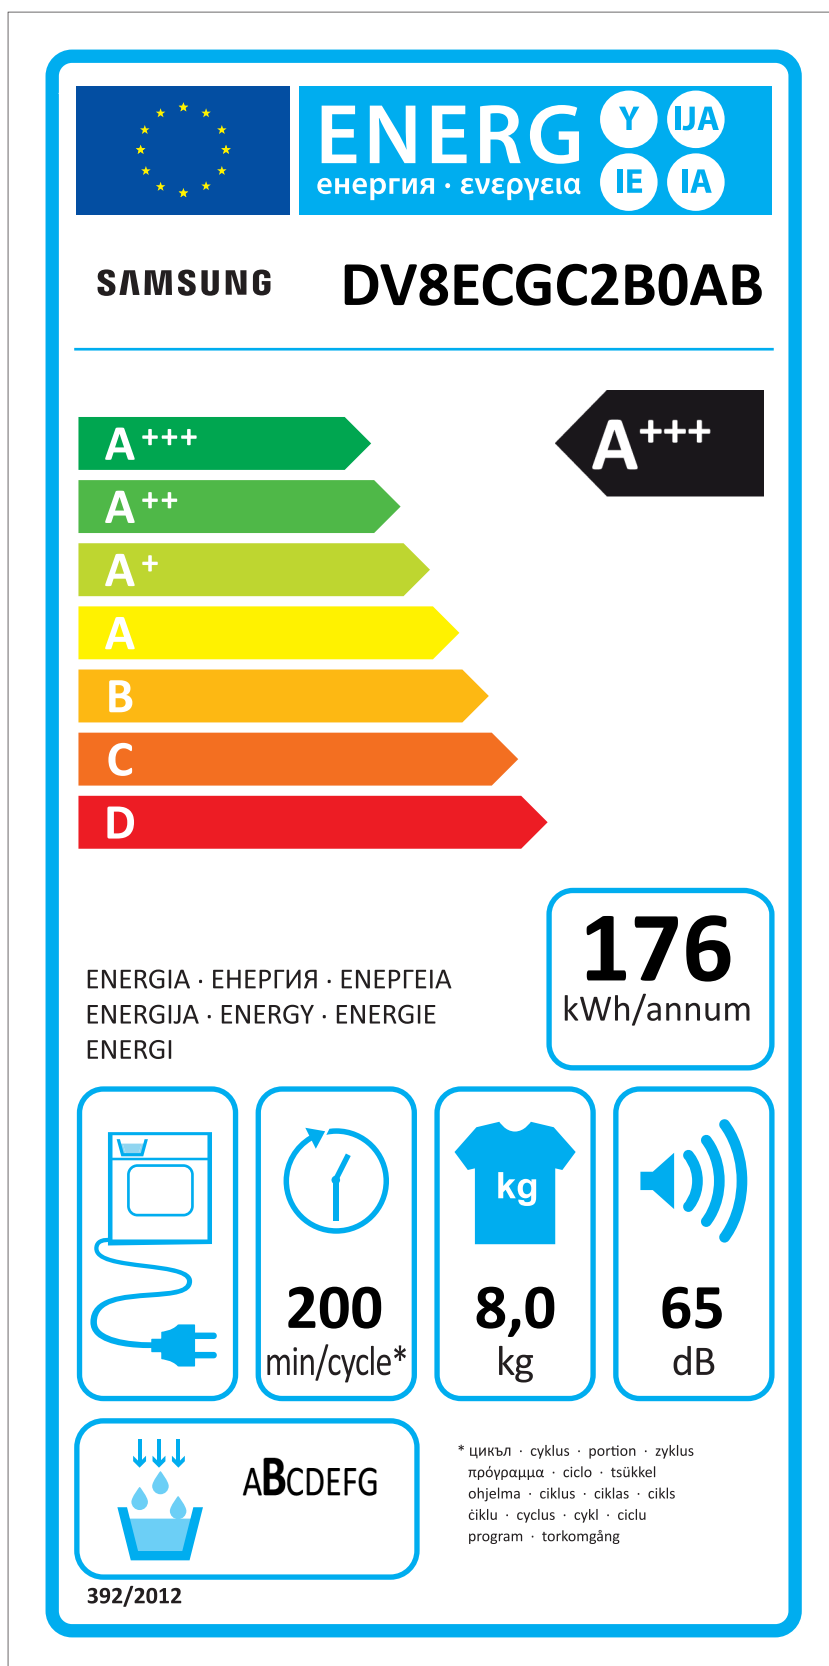 ENERG Y IJA
енергия · ενεργεια IE IA
SAMSUNG DV8ECGC2B0AB
A+++ A+++
A++
A+
A
B
C
D
176
kWh/annum
ENERGIA · ЕНЕРГИЯ · ΕΝΕΡΓΕΙΑ
ENERGIJA · ENERGY · ENERGIE
ENERGI
kg
200 8,0 65
min/cycle* kg dB
ABCDEFG
* цикъл · cyklus · portion · zyklus
πρόγραμμα · ciclo · tsükkel
ohjelma · ciklus · ciklas · cikls
ċiklu · cyclus · cykl · ciclu
program · torkomgång
392/2012